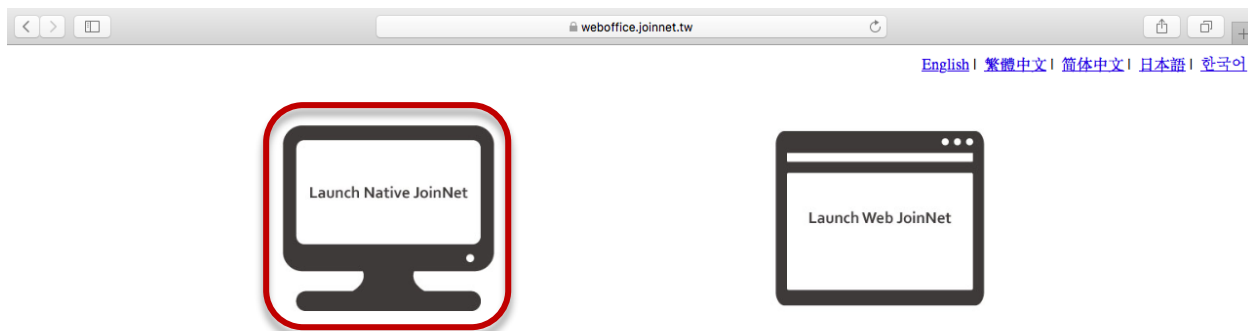 weboffice.joinnet.tw
English | 繁體中文 | 简体中文 | 日本語 | 한국어
Launch Native JoinNet
Launch Web JoinNet